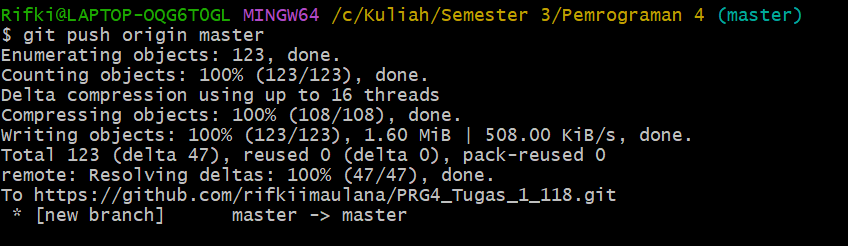 Rifki@LAPTOP-OQG6T0GL MINGW64 /c/Kuliah/Semester 3/Pemrograman 4 (master)
$ git push origin master
Enumerating objects: 123, done.
Counting objects: 100% (123/123), done.
Delta compression using up to 16 threads
Compressing objects: 100% (108/108), done.
Writing objects: 100% (123/123), 1.60 MiB | 508.00 KiB/s, done.
Total 123 (delta 47), reused 0 (delta 0), pack-reused 0
remote: Resolving deltas: 100% (47/47), done.
To https://github.com/rifkiimaulana/PRG4_Tugas_1_118.git
 * [new branch]      master -> master